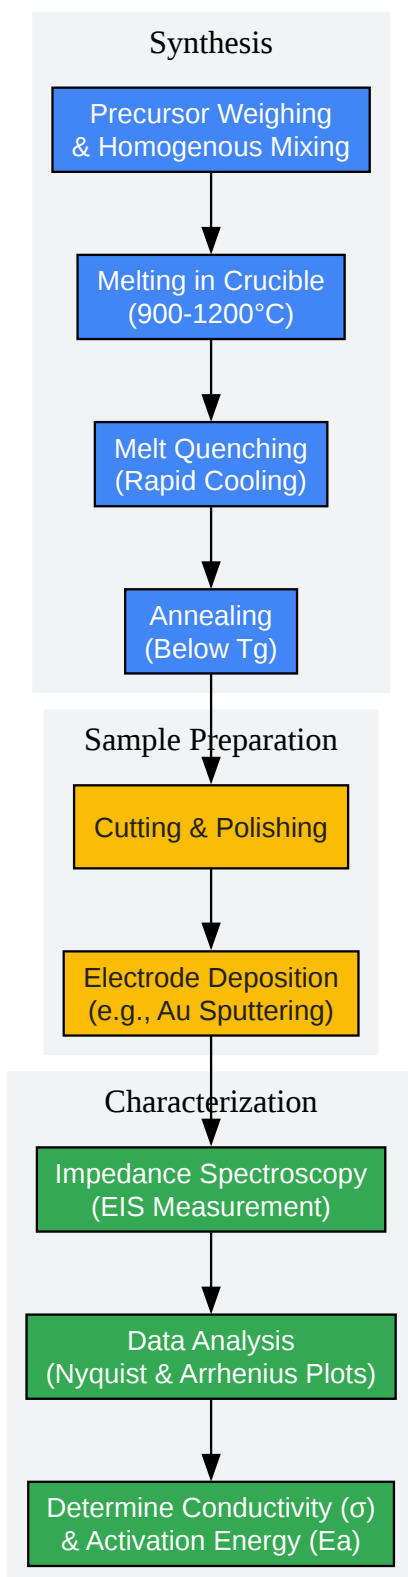 Synthesis
Precursor Weighing
& Homogenous Mixing
Melting in Crucible
(900-1200°C)
Melt Quenching
(Rapid Cooling)
Annealing
(Below Tg)
Sample Preparation
Cutting & Polishing
Electrode Deposition
(e.g., Au Sputtering)
Characterization
Impedance Spectroscopy
(EIS Measurement)
Data Analysis
(Nyquist & Arrhenius Plots)
Determine Conductivity (σ)
& Activation Energy (Ea)